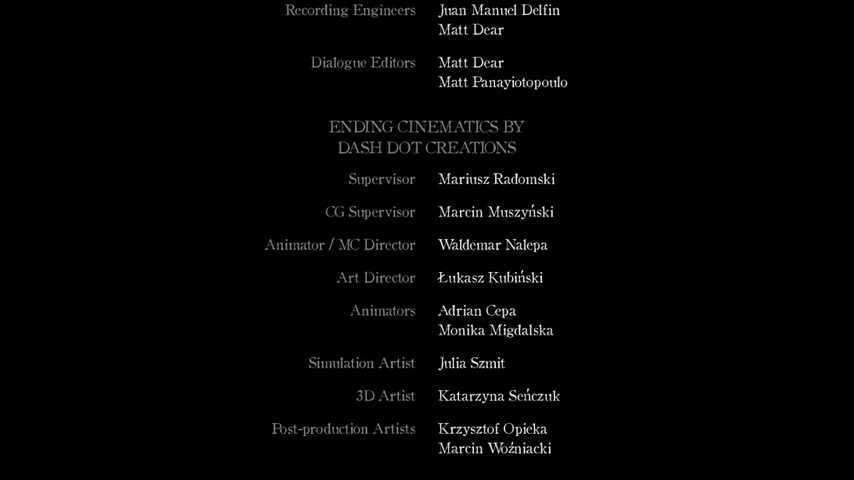 Recording Engineers Juan Manuel Delfin
Matt Dear
Dialogue Editors Matt Dear
Matt Panayiotopoulo
ENDING CINEMATICS BY
DASH DOT CREATIONS
Supervisor Mariusz Radomski
CG Supervisor Marcin Muszyński
Animator / MC Director Waldemar Nalepa
Art Director Łukasz Kubiński
Animators Adrian Cepa
Monika Migdalska
Simulation Artist Julia Szmit
3D Artist Katarzyna Seńczuk
Post-production Artists Krzysztof Opieka
Marcin Woźniacki